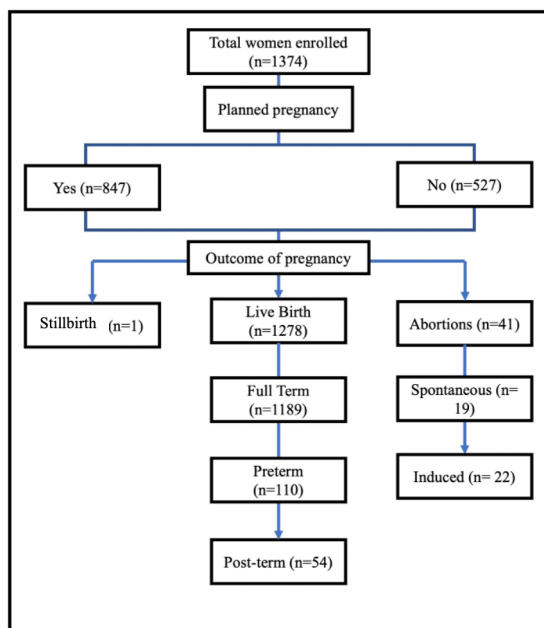 Total women enrolled
(n=1374)
Planned pregnancy
Yes (n=847)
No (n=527)
Outcome of pregnancy
Stillbirth (n=1)
Live Birth
(n=1278)
Abortions (n=41)
Full Term
(n=1189)
Spontaneous (n=
19)
Preterm
(n=110)
Induced (n= 22)
Post-term (n=54)